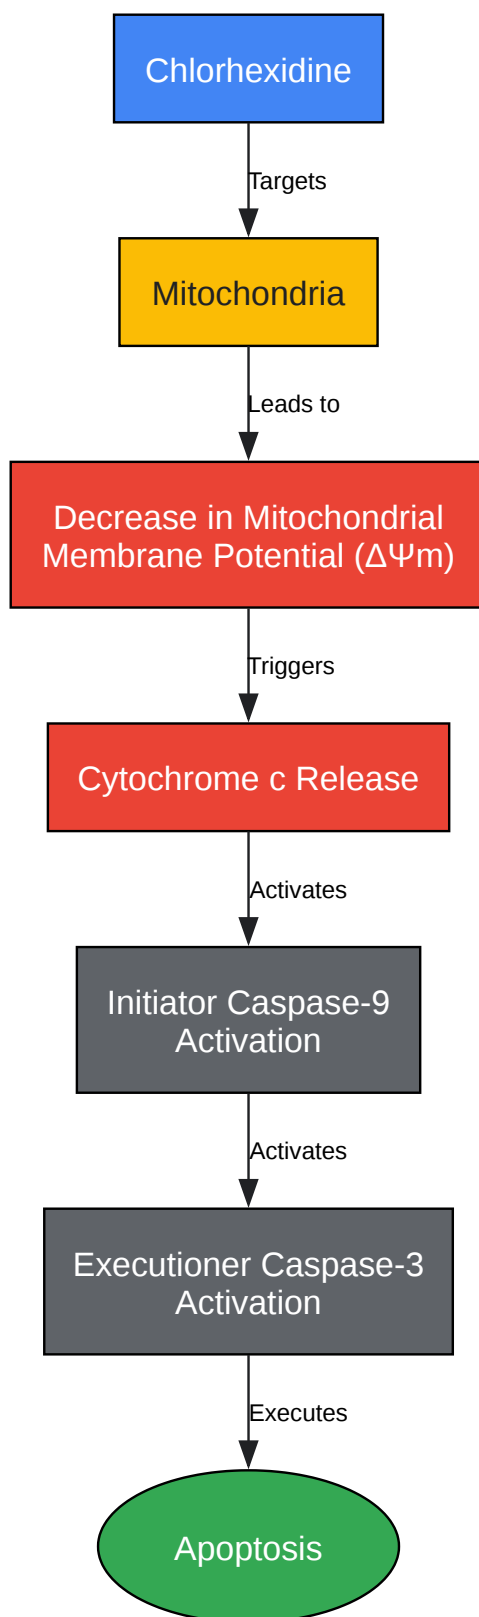 Chlorhexidine
Targets
Mitochondria
Leads to
Decrease in Mitochondrial
Membrane Potential (ΔΨm)
Triggers
Cytochrome c Release
Activates
Initiator Caspase-9
Activation
Activates
Executioner Caspase-3
Activation
Executes
Apoptosis